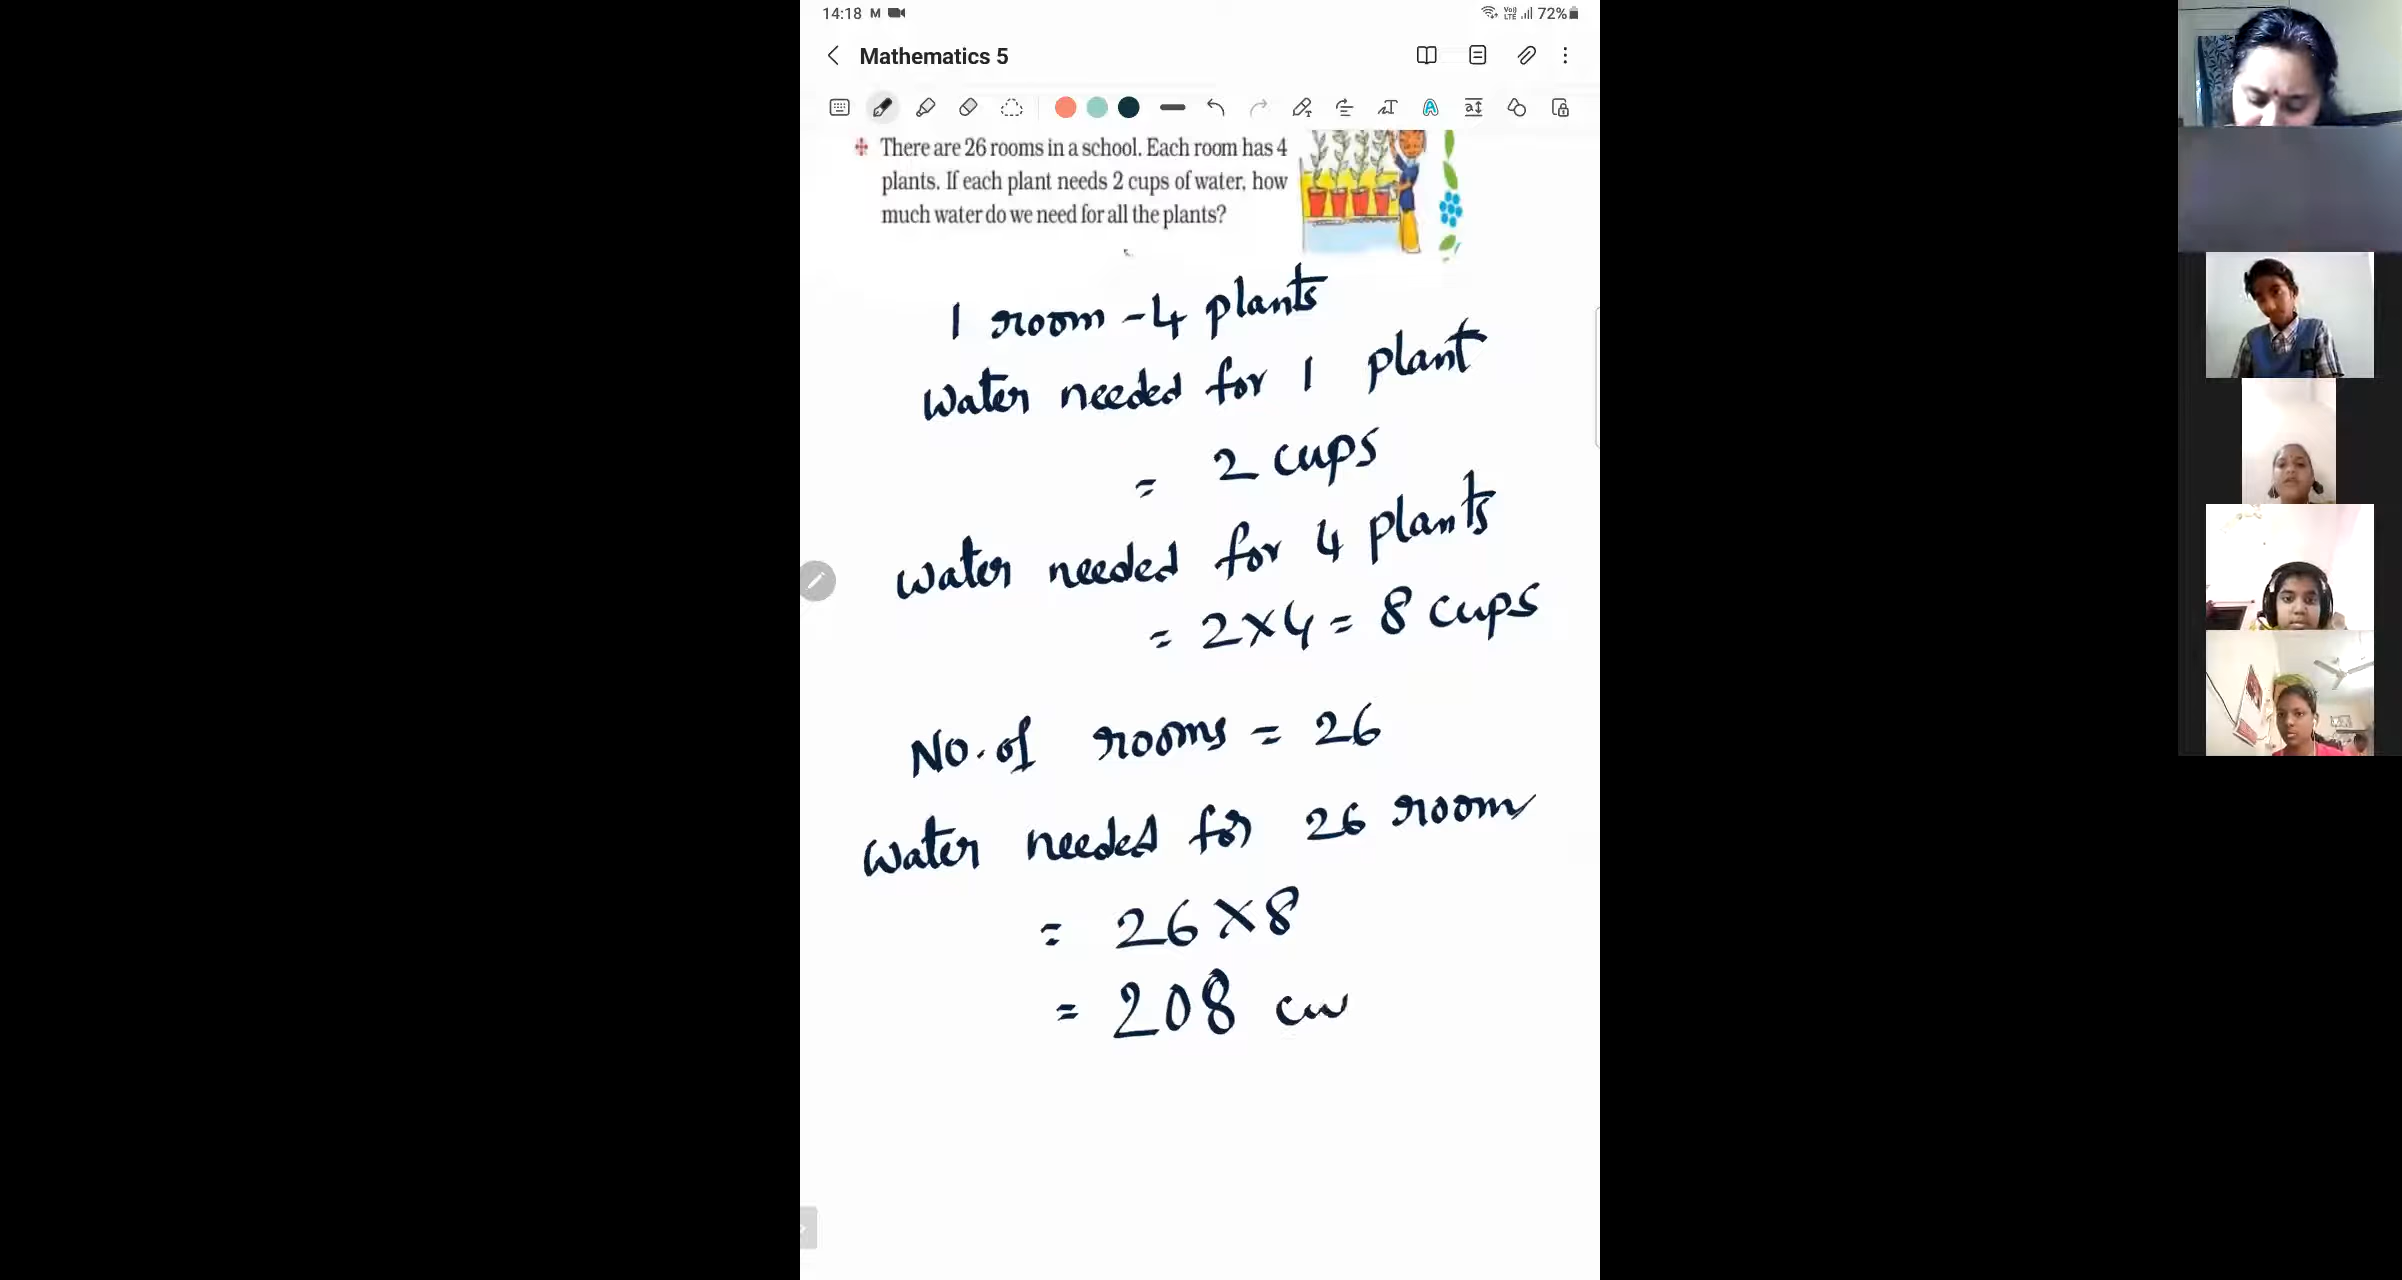 14:18 M 72%
Mathematics 5
There are 26 rooms in a school. Each room has 4
plants. If each plant needs 2 cups of water, how
much water do we need for all the plants?
1 room - 4 plants
Water needed for 1 plant
= 2 cups
water needed for 4 plants
= 2×4 = 8 cups
No. of rooms = 26
Water needed for 26 room
= 26×8
= 208 cu